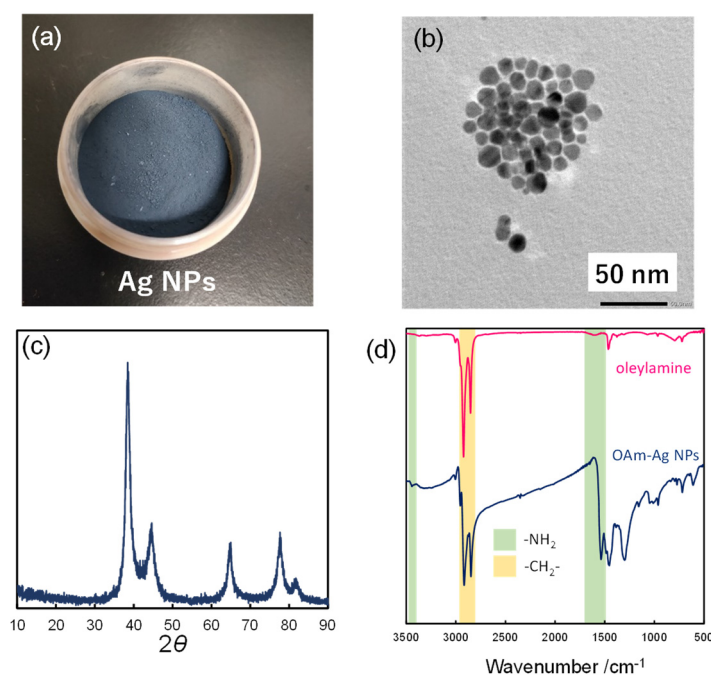 (a)
Ag NPs
(b)
50 nm
(c)
10 20 30 40 50 60 70 80 90
2θ
(d)
oleylamine
OAm-Ag NPs
-NH₂
-CH₂-
3500 3000 2500 2000 1500 1000 500
Wavenumber /cm⁻¹